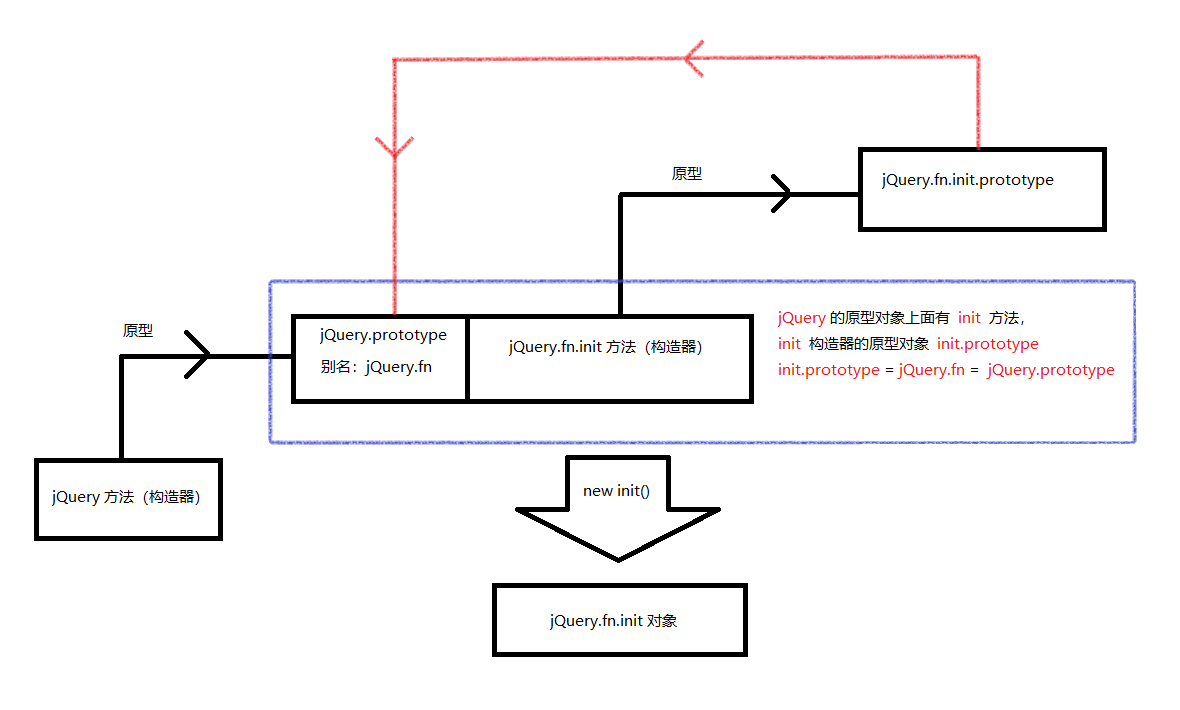 原型
jQuery.fn.init.prototype
原型
jQuery.prototype
别名：jQuery.fn
jQuery.fn.init 方法（构造器）
jQuery 的原型对象上面有 init 方法，
init 构造器的原型对象 init.prototype
init.prototype = jQuery.fn = jQuery.prototype
jQuery 方法（构造器）
new init()
jQuery.fn.init 对象